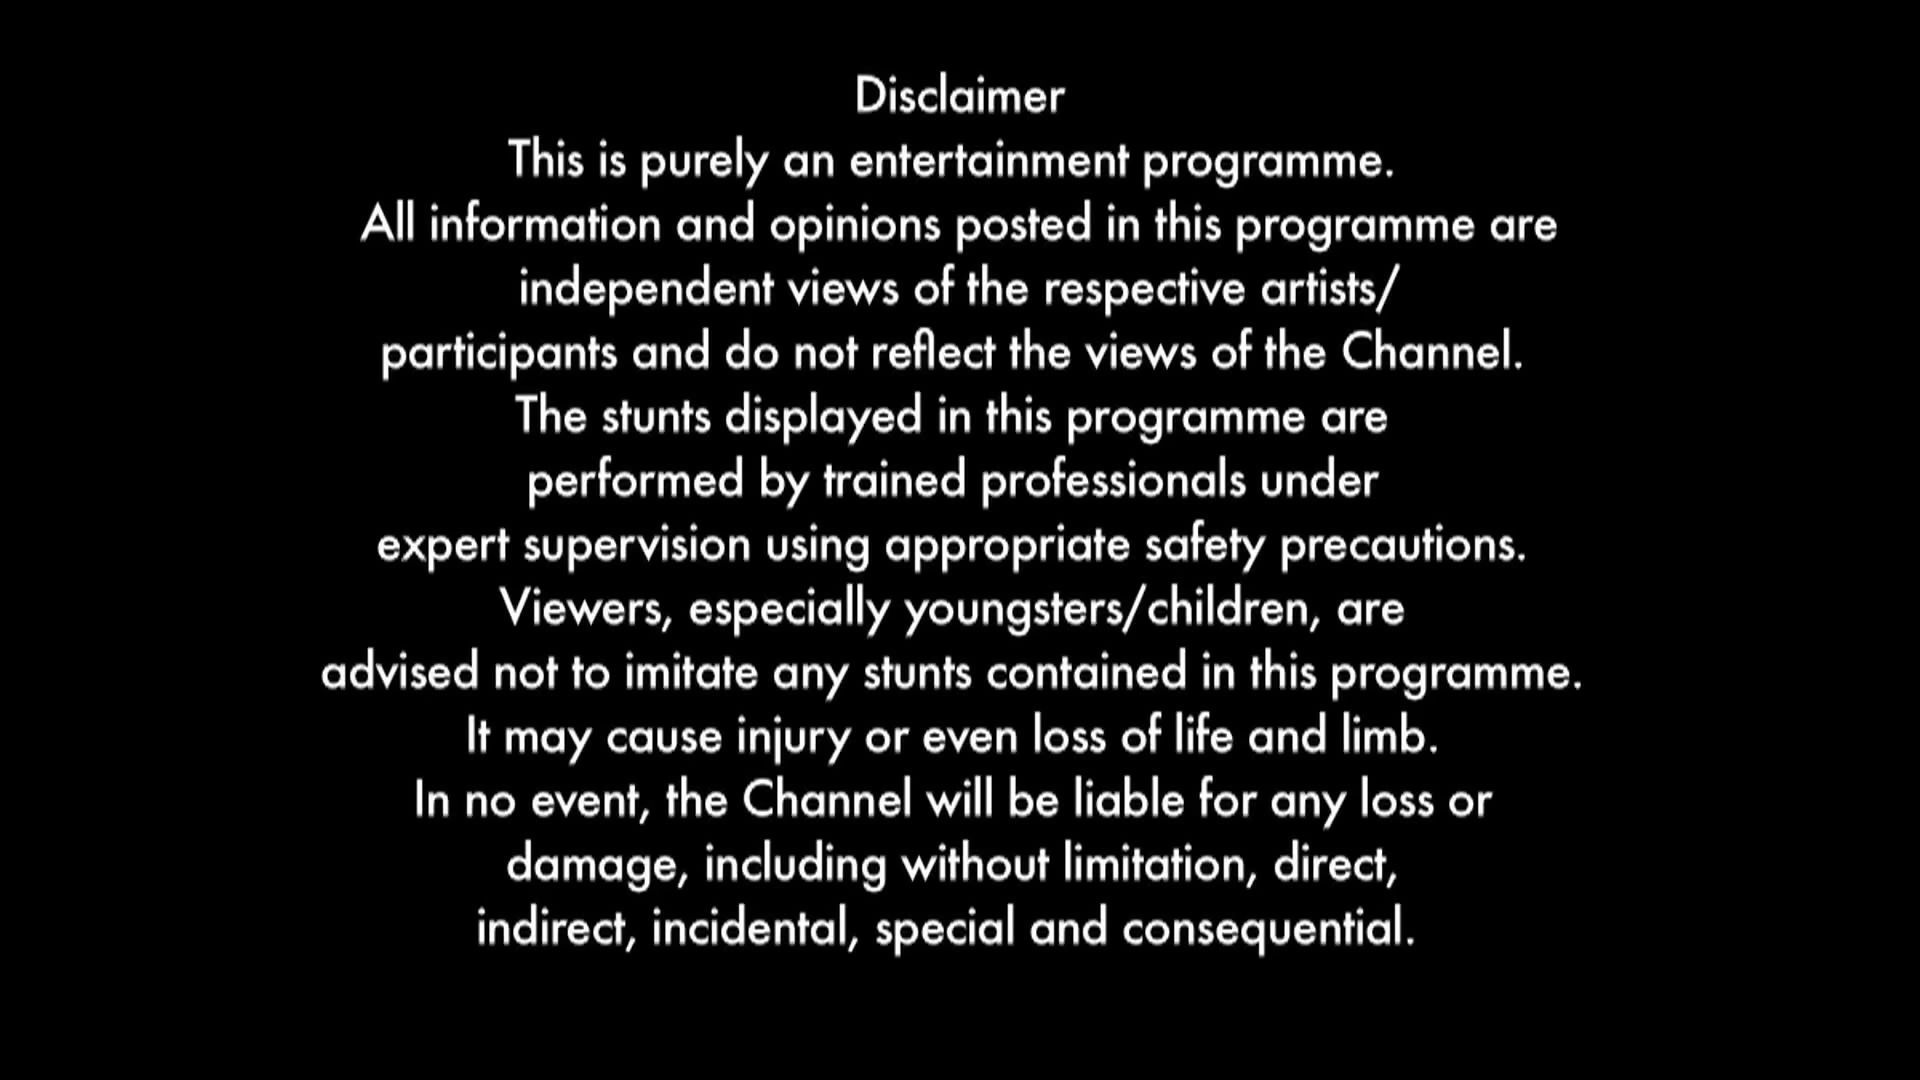 Disclaimer
This is purely an entertainment programme.
All information and opinions posted in this programme are
independent views of the respective artists/
participants and do not reflect the views of the Channel.
The stunts displayed in this programme are
performed by trained professionals under
expert supervision using appropriate safety precautions.
Viewers, especially youngsters/children, are
advised not to imitate any stunts contained in this programme.
It may cause injury or even loss of life and limb.
In no event, the Channel will be liable for any loss or
damage, including without limitation, direct,
indirect, incidental, special and consequential.